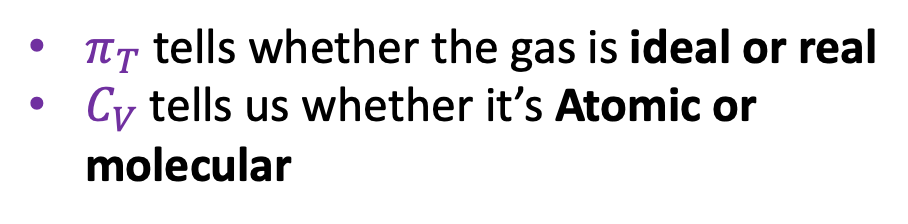 • π_T tells whether the gas is ideal or real
• C_V tells us whether it’s Atomic or
molecular